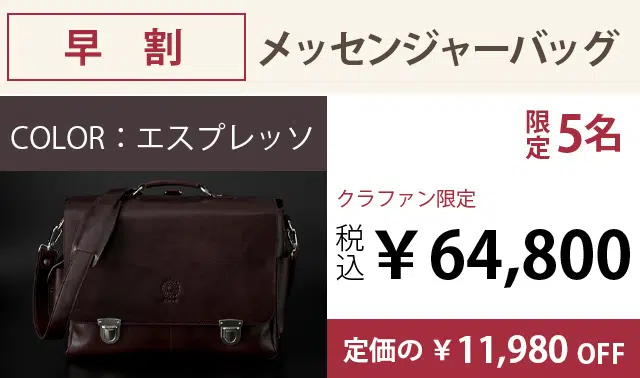 早 割
メッセンジャーバッグ
COLOR：エスプレッソ
限定5名
クラファン限定
税込￥64,800
定価の￥11,980 OFF